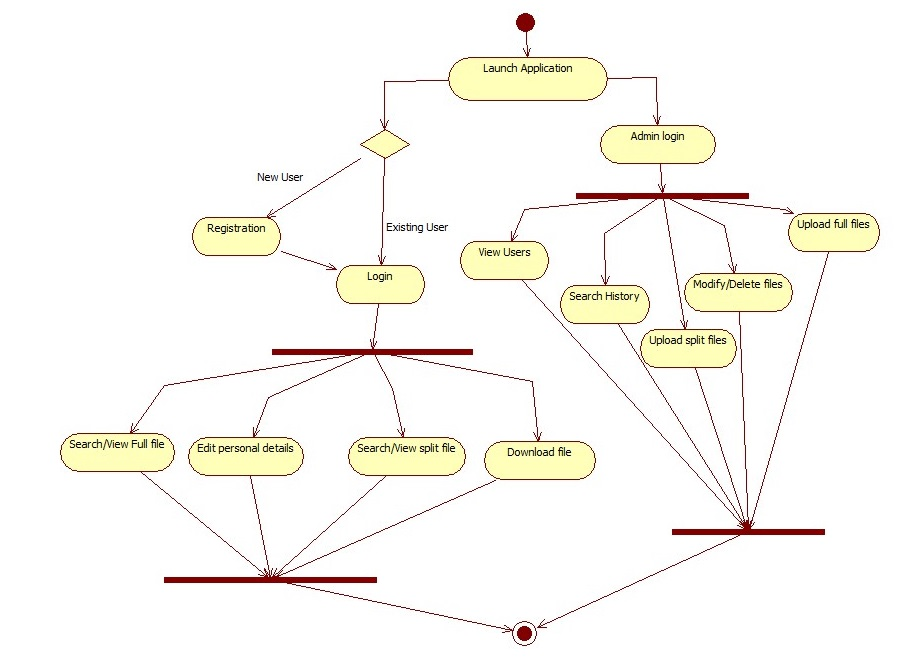 Launch Application
Admin login
New User
Registration
Existing User
Upload full files
View Users
Login
Search History
Modify/Delete files
Upload split files
Search/View Full file
Edit personal details
Search/View split file
Download file